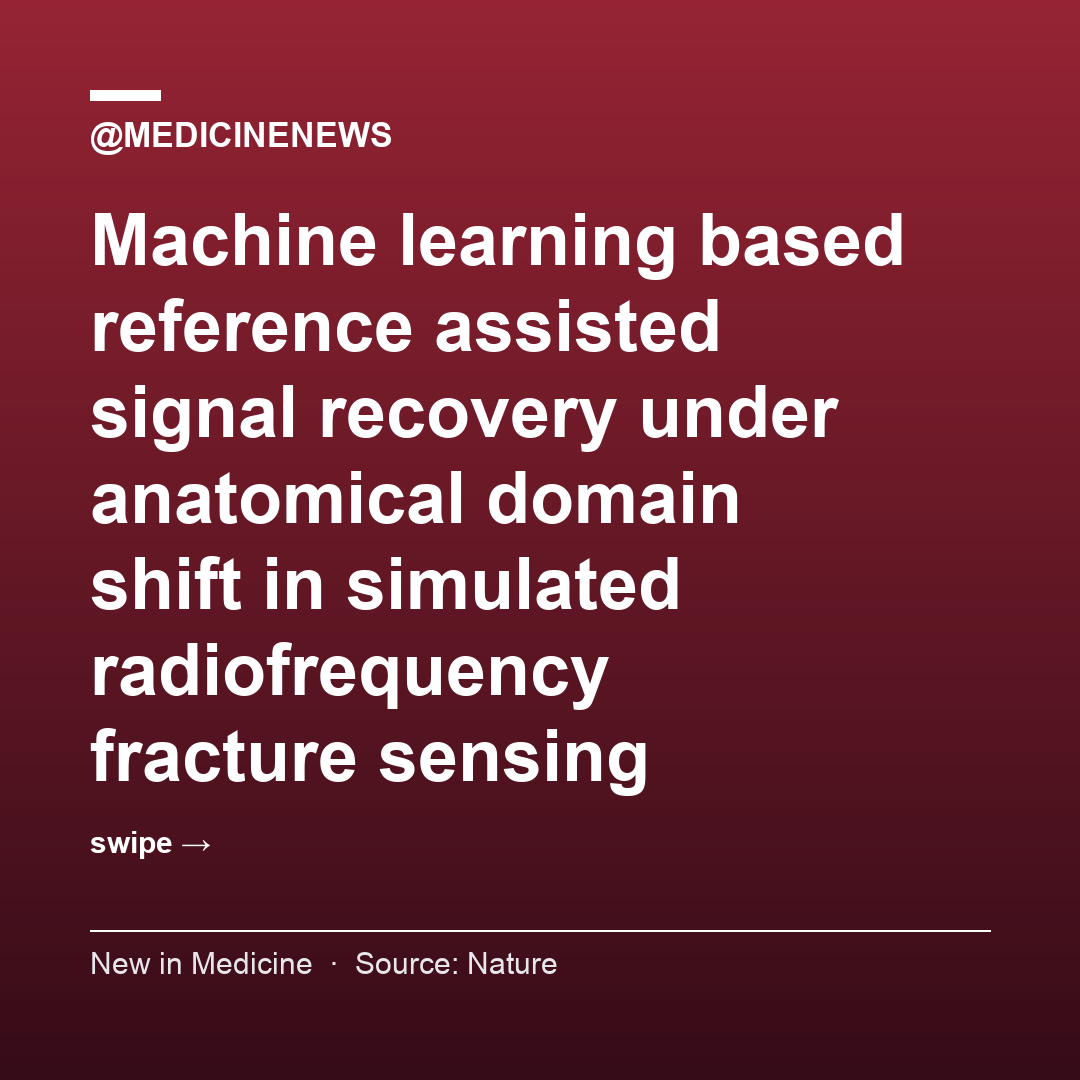 @MEDICINENEWS
Machine learning based
reference assisted
signal recovery under
anatomical domain
shift in simulated
radiofrequency
fracture sensing
swipe →
New in Medicine · Source: Nature